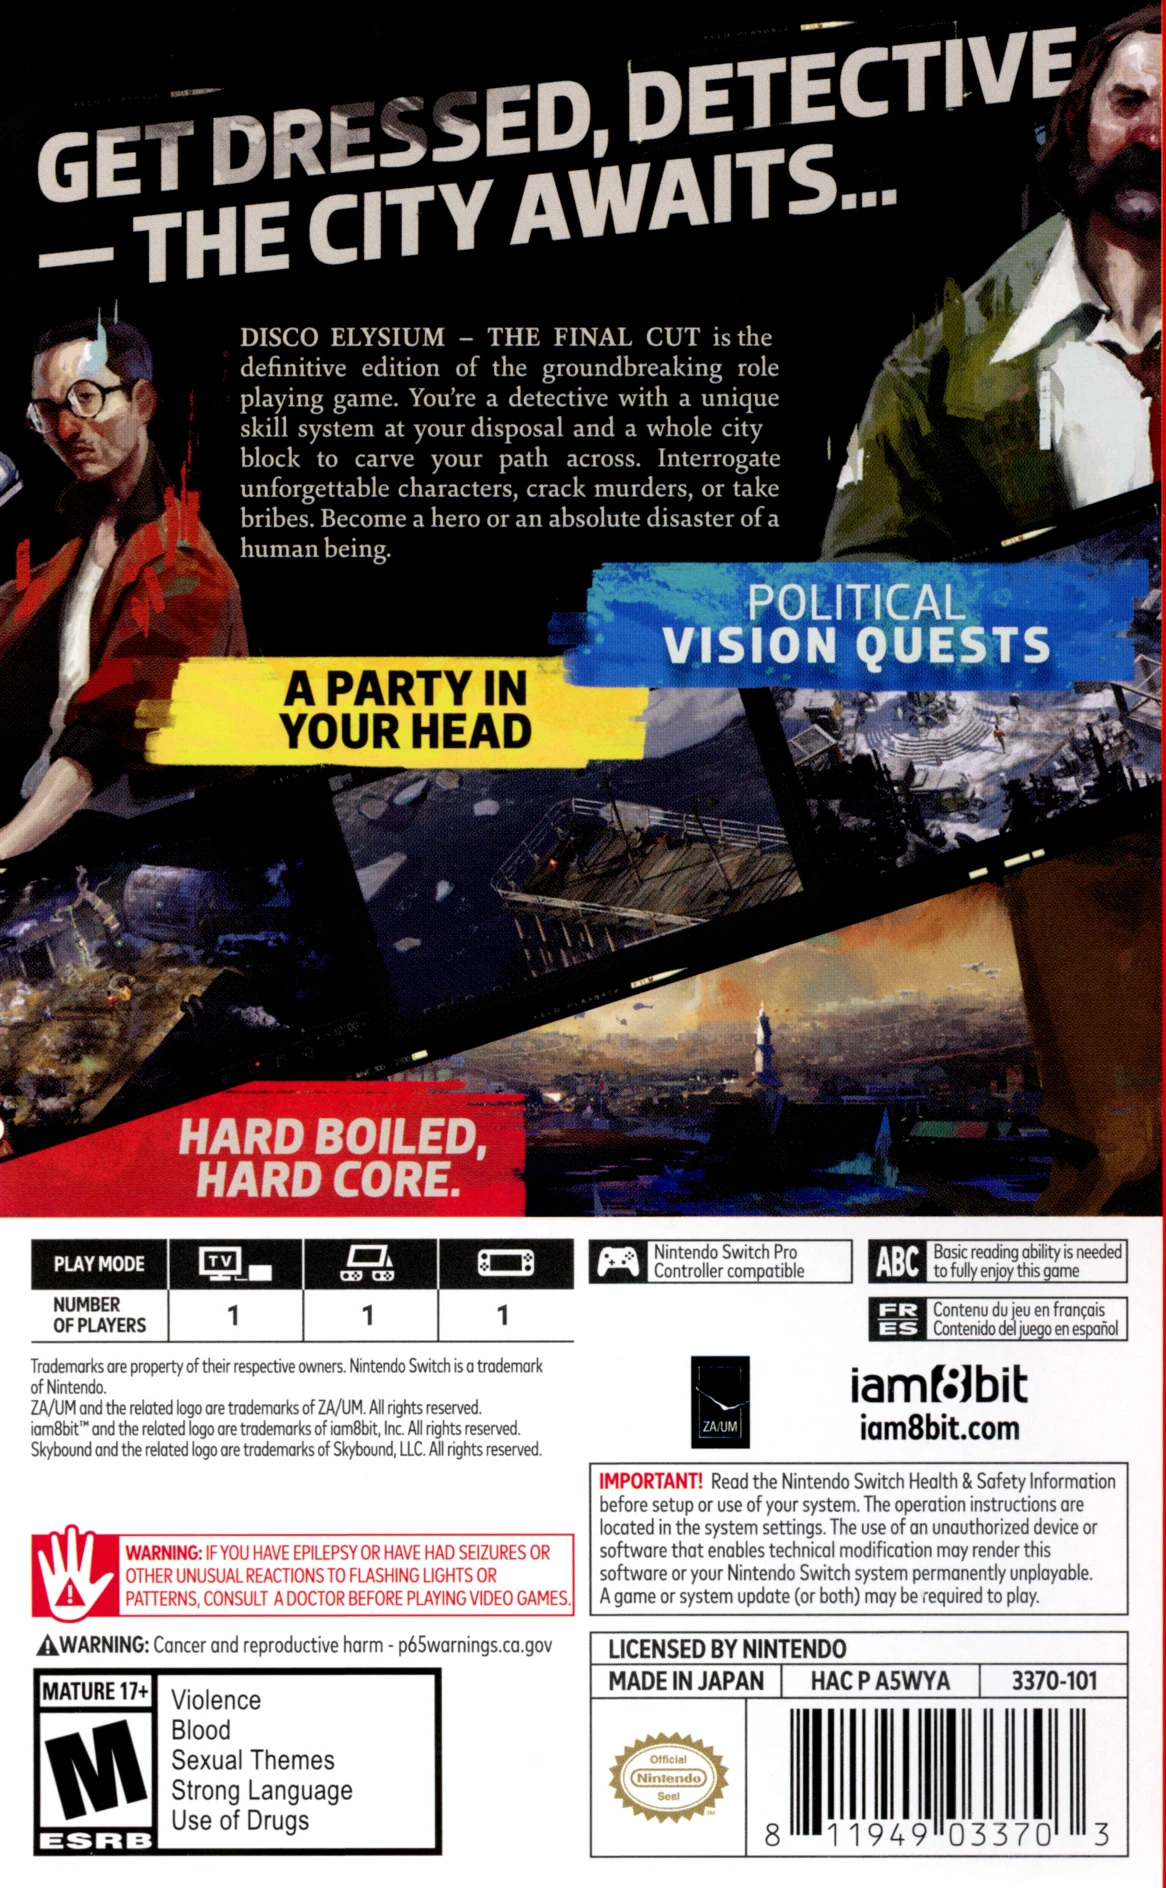 GET DRESSED, DETECTIVE
— THE CITY AWAITS...
DISCO ELYSIUM – THE FINAL CUT is the
definitive edition of the groundbreaking role
playing game. You're a detective with a unique
skill system at your disposal and a whole city
block to carve your path across. Interrogate
unforgettable characters, crack murders, or take
bribes. Become a hero or an absolute disaster of a
human being.
POLITICAL
VISION QUESTS
A PARTY IN
YOUR HEAD
HARD BOILED,
HARD CORE.
PLAY MODE
TV
NUMBER
OF PLAYERS
1
1
1
Nintendo Switch Pro
Controller compatible
ABC
Basic reading ability is needed
to fully enjoy this game
FR
ES
Contenu du jeu en français
Contenido del juego en español
Trademarks are property of their respective owners. Nintendo Switch is a trademark
of Nintendo.
ZA/UM and the related logo are trademarks of ZA/UM. All rights reserved.
iam8bit™ and the related logo are trademarks of iam8bit, Inc. All rights reserved.
Skybound and the related logo are trademarks of Skybound, LLC. All rights reserved.
ZA/UM
iam8bit
iam8bit.com
IMPORTANT! Read the Nintendo Switch Health & Safety Information
before setup or use of your system. The operation instructions are
located in the system settings. The use of an unauthorized device or
software that enables technical modification may render this
software or your Nintendo Switch system permanently unplayable.
A game or system update (or both) may be required to play.
WARNING: IF YOU HAVE EPILEPSY OR HAVE HAD SEIZURES OR
OTHER UNUSUAL REACTIONS TO FLASHING LIGHTS OR
PATTERNS, CONSULT A DOCTOR BEFORE PLAYING VIDEO GAMES.
WARNING: Cancer and reproductive harm - p65warnings.ca.gov
MATURE 17+
M
ESRB
Violence
Blood
Sexual Themes
Strong Language
Use of Drugs
LICENSED BY NINTENDO
MADE IN JAPAN
HAC P A5WYA
3370-101
Official
Nintendo
Seal
TM
8 11949 03370 3